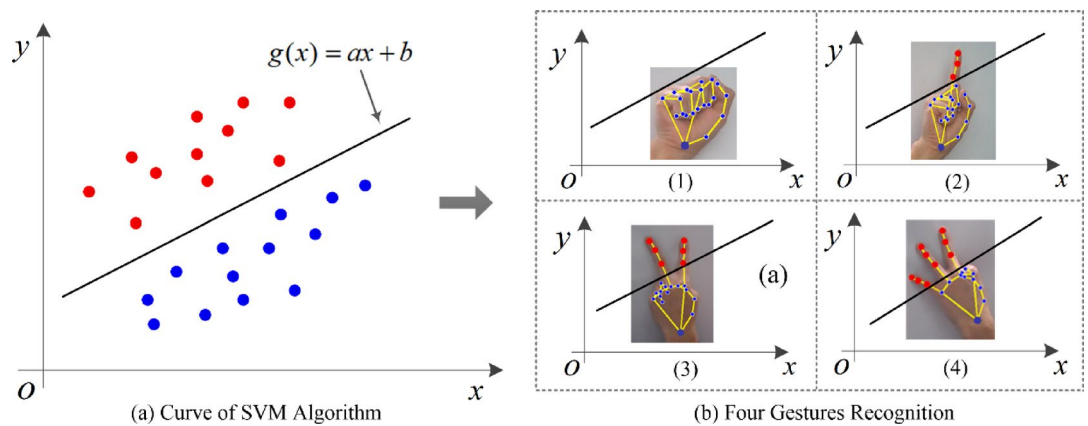 y
g(x) = ax + b
o
x
(a) Curve of SVM Algorithm
y
o
(1)
x
y
o
(2)
x
y
(a)
o
(3)
x
y
o
(4)
x
(b) Four Gestures Recognition